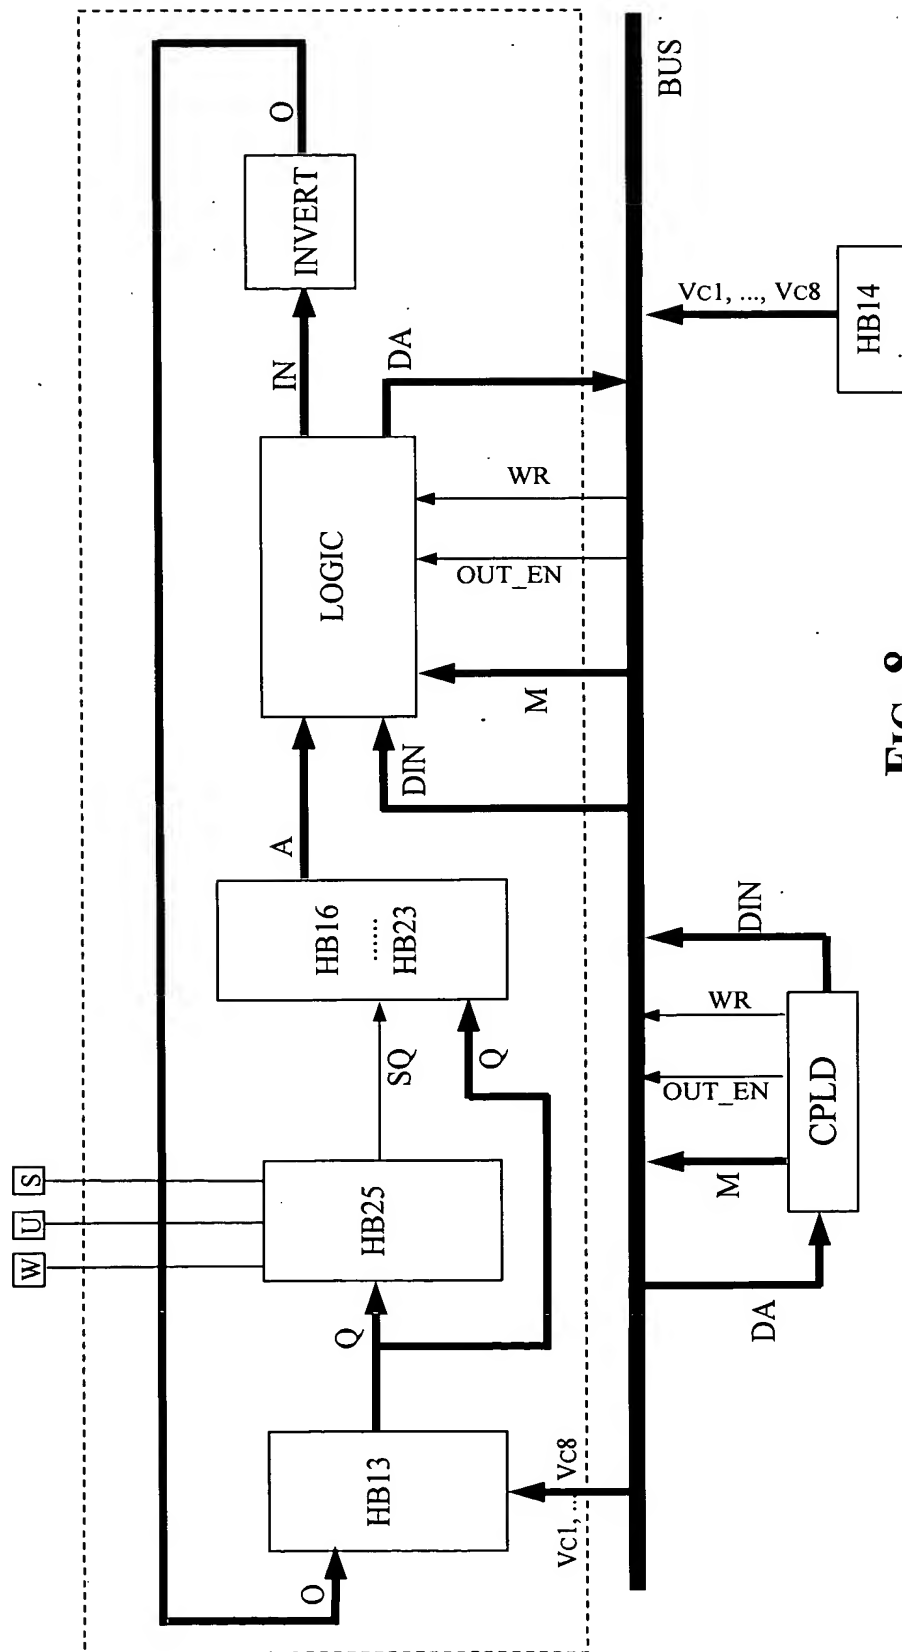 W
U
S
O
Q
SQ
A
IN
O
HB13
HB25
HB16
......
HB23
LOGIC
INVERT
Q
DIN
M
OUT_EN
WR
DA
Vc1, ..., Vc8
BUS
DA
M
OUT_EN
WR
DIN
CPLD
Vc1, ..., Vc8
HB14
FIG. 8